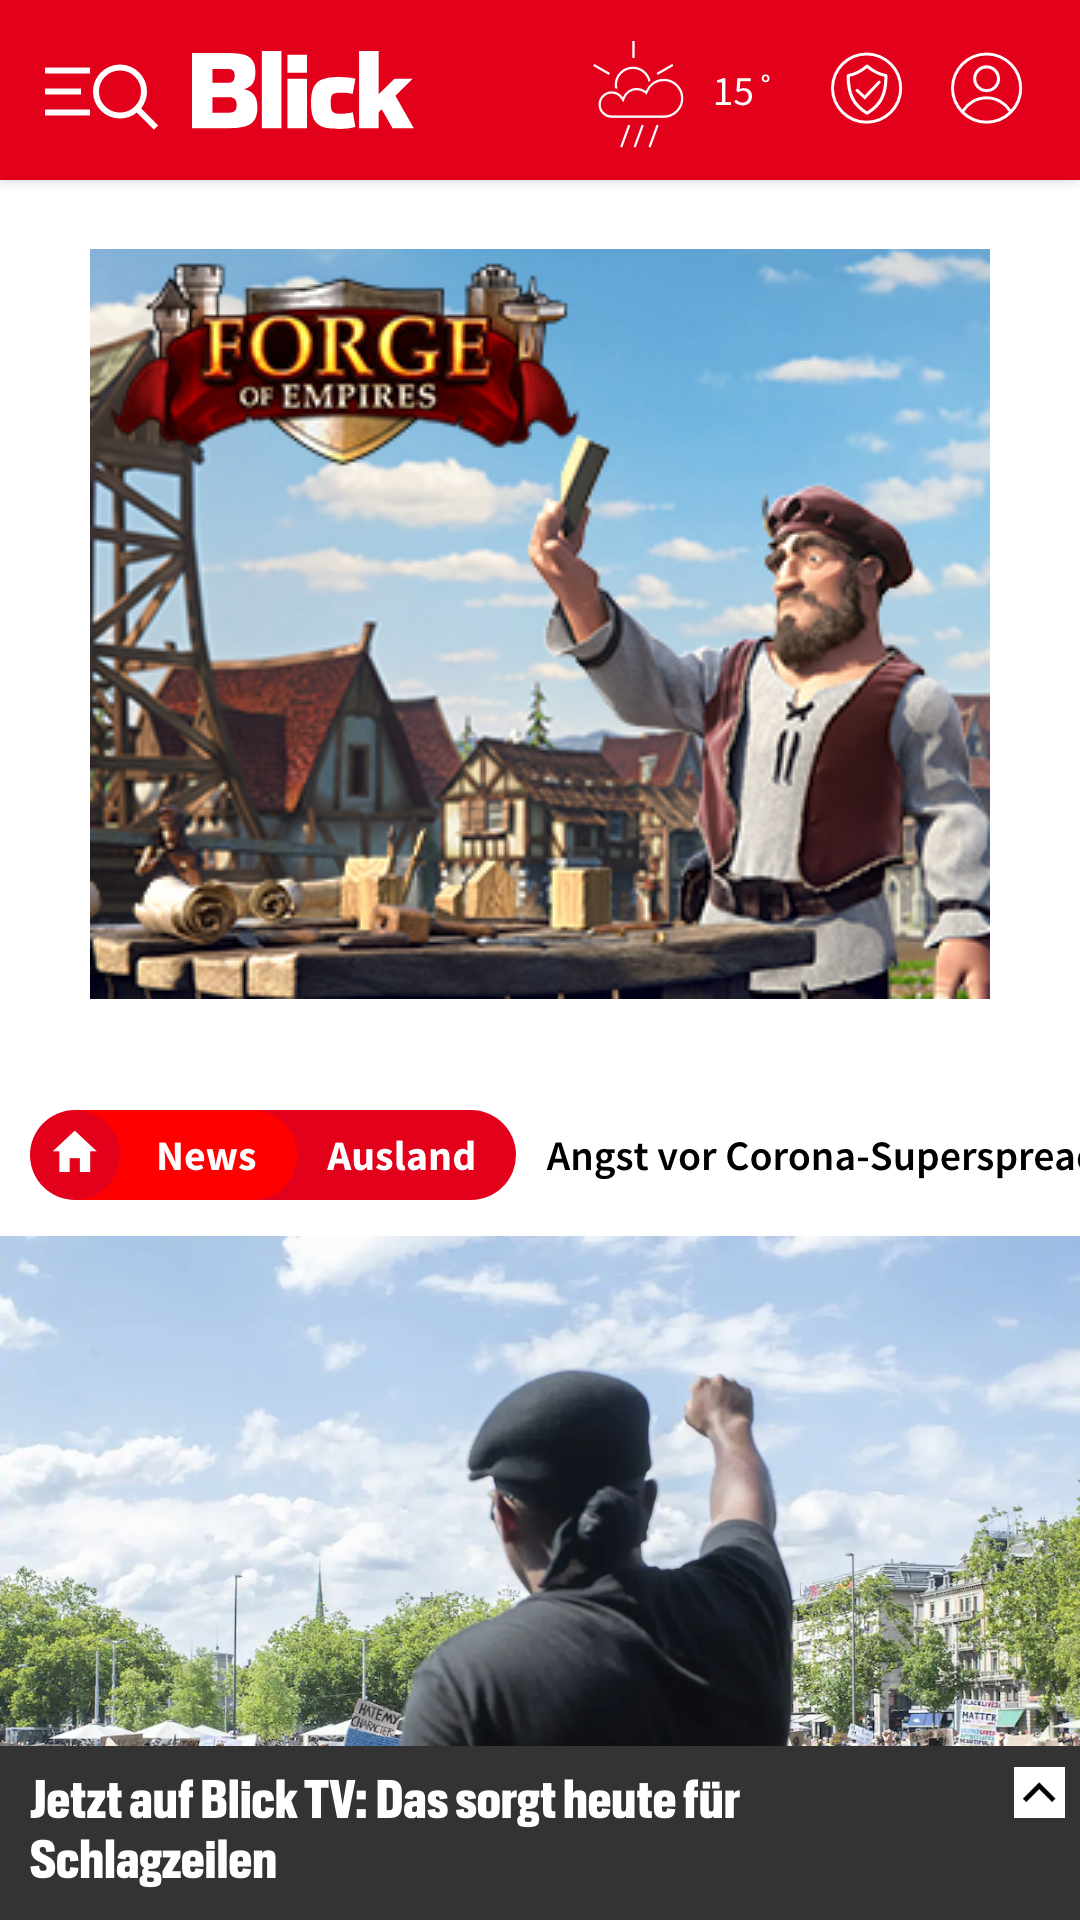 Blick
15°
FORGE
OF EMPIRES
News
Ausland
Angst vor Corona-Supersprea
HATE MY
CHARACTER
MATTER
Jetzt auf Blick TV: Das sorgt heute für
Schlagzeilen